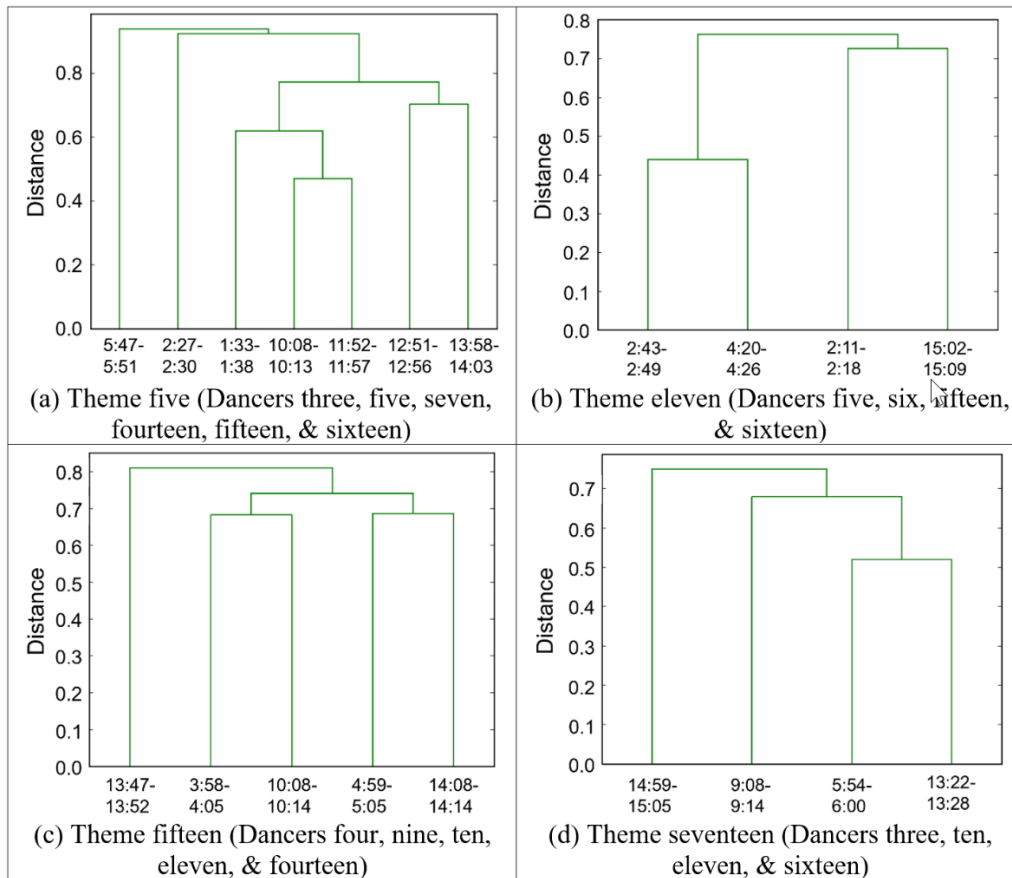 0.8
0.6
0.4
0.2
0.0
Distance
5:47- 2:27- 1:33- 10:08- 11:52- 12:51- 13:58-
5:51 2:30 1:38 10:13 11:57 12:56 14:03
(a) Theme five (Dancers three, five, seven,
fourteen, fifteen, & sixteen)
0.8
0.7
0.6
0.5
0.4
0.3
0.2
0.1
0.0
Distance
2:43- 4:20- 2:11- 15:02-
2:49 4:26 2:18 15:09
(b) Theme eleven (Dancers five, six, fifteen,
& sixteen)
0.8
0.7
0.6
0.5
0.4
0.3
0.2
0.1
0.0
Distance
13:47- 3:58- 10:08- 4:59- 14:08-
13:52 4:05 10:14 5:05 14:14
(c) Theme fifteen (Dancers four, nine, ten,
eleven, & fourteen)
0.7
0.6
0.5
0.4
0.3
0.2
0.1
0.0
Distance
14:59- 9:08- 5:54- 13:22-
15:05 9:14 6:00 13:28
(d) Theme seventeen (Dancers three, ten,
eleven, & sixteen)